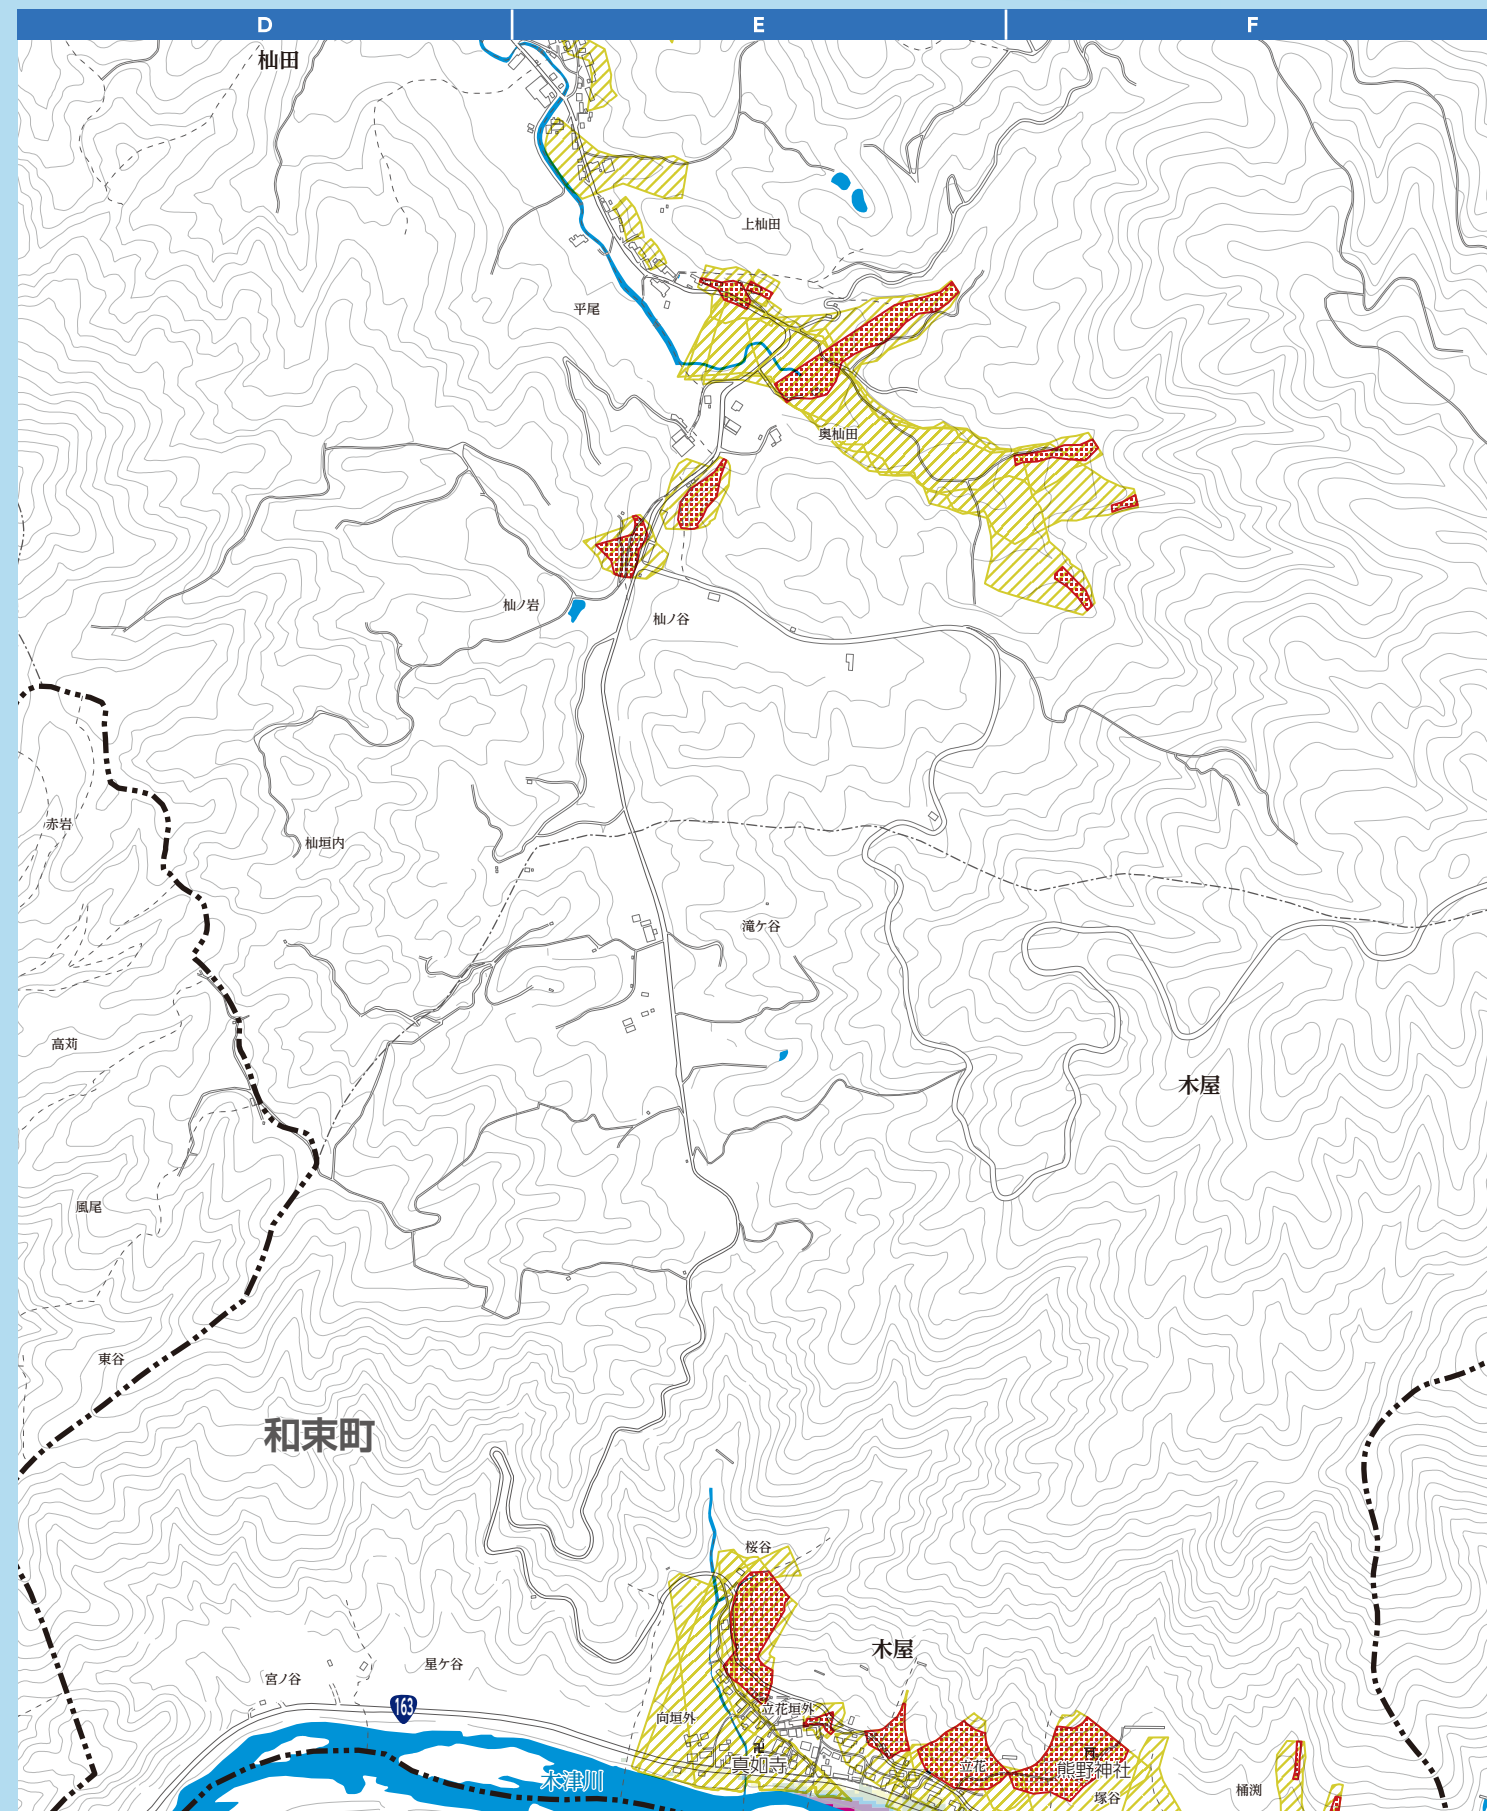 D E F
杣田
上杣田
平尾
奥杣田
杣ノ岩
杣ノ谷
赤岩
杣垣内
滝ケ谷
高苅
木屋
風尾
東谷
和束町
桜谷
木屋
星ケ谷
宮ノ谷
163
立花垣外
向垣外
真如寺
立花
熊野神社
木津川
桶渕
塚谷